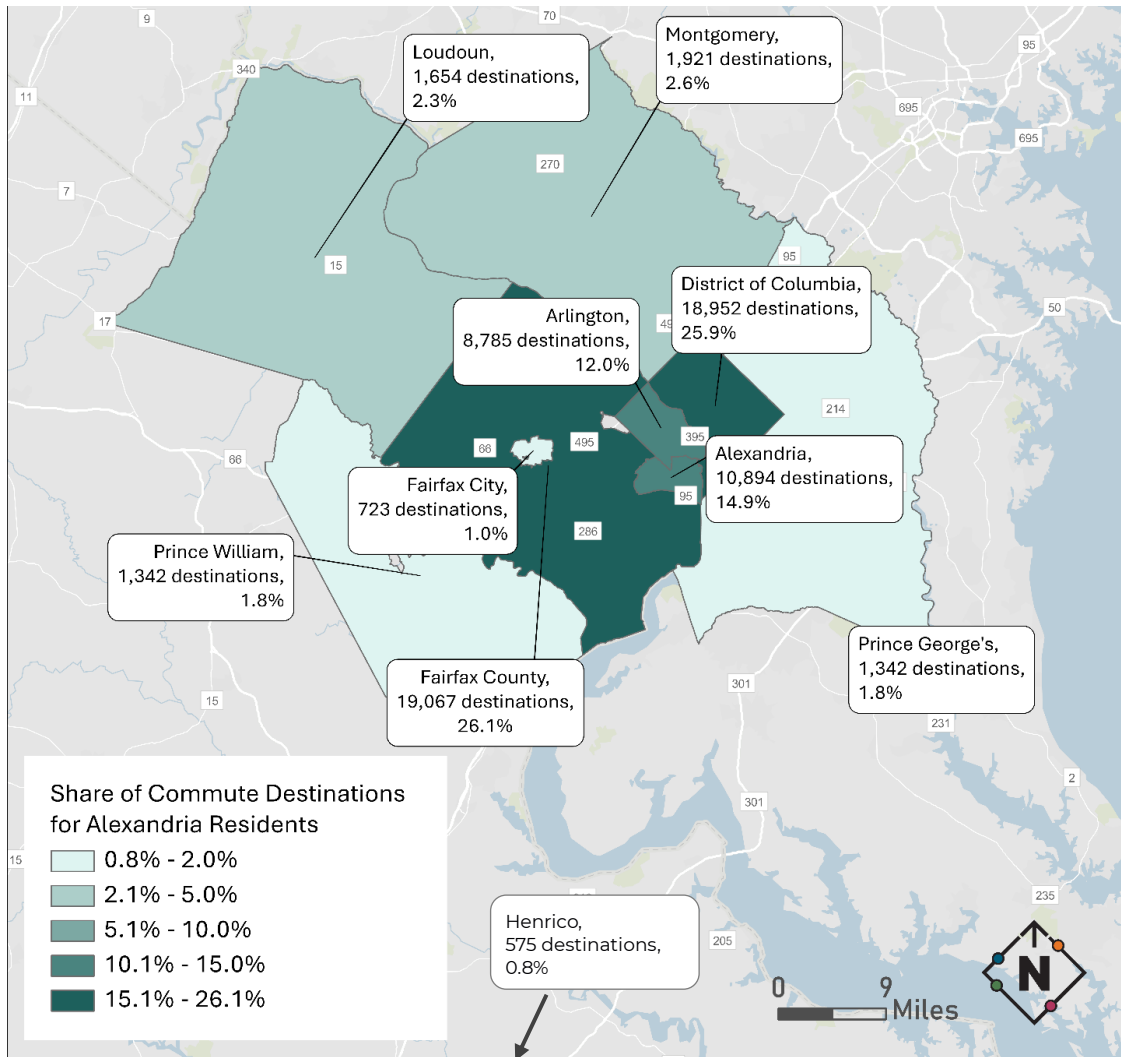 9
70
Loudoun,
1,654 destinations,
2.3%
Montgomery,
1,921 destinations,
2.6%
95
340
11
695
695
270
7
15
95
District of Columbia,
18,952 destinations,
25.9%
50
17
Arlington,
8,785 destinations,
12.0%
49
214
66
66
495
395
Alexandria,
10,894 destinations,
14.9%
95
Fairfax City,
723 destinations,
1.0%
286
Prince William,
1,342 destinations,
1.8%
Prince George's,
1,342 destinations,
1.8%
Fairfax County,
19,067 destinations,
26.1%
301
15
231
2
301
15
Share of Commute Destinations
for Alexandria Residents
0.8% - 2.0%
2.1% - 5.0%
5.1% - 10.0%
10.1% - 15.0%
15.1% - 26.1%
235
Henrico,
575 destinations,
0.8%
205
N
0 9
Miles